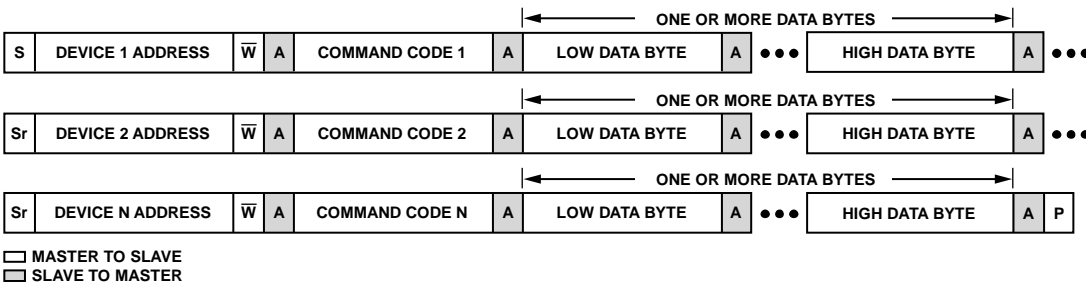 ONE OR MORE DATA BYTES
S DEVICE 1 ADDRESS W̅ A COMMAND CODE 1 A LOW DATA BYTE A ••• HIGH DATA BYTE A •••
ONE OR MORE DATA BYTES
Sr DEVICE 2 ADDRESS W̅ A COMMAND CODE 2 A LOW DATA BYTE A ••• HIGH DATA BYTE A •••
ONE OR MORE DATA BYTES
Sr DEVICE N ADDRESS W̅ A COMMAND CODE N A LOW DATA BYTE A ••• HIGH DATA BYTE A P
MASTER TO SLAVE
SLAVE TO MASTER